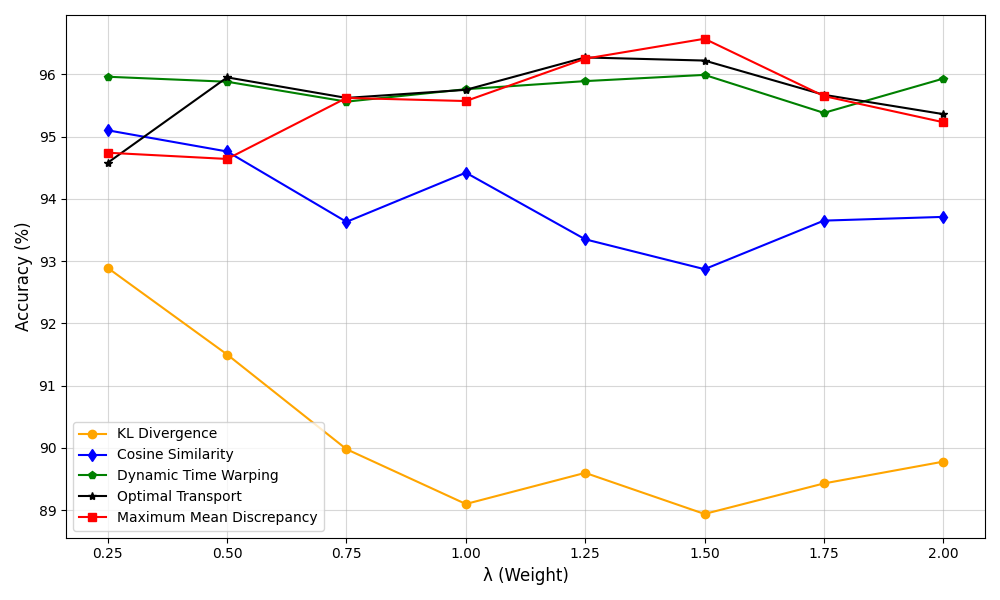 Accuracy (%)
96
95
94
93
92
91
90
89
KL Divergence
Cosine Similarity
Dynamic Time Warping
Optimal Transport
Maximum Mean Discrepancy
0.25 0.50 0.75 1.00 1.25 1.50 1.75 2.00
λ (Weight)